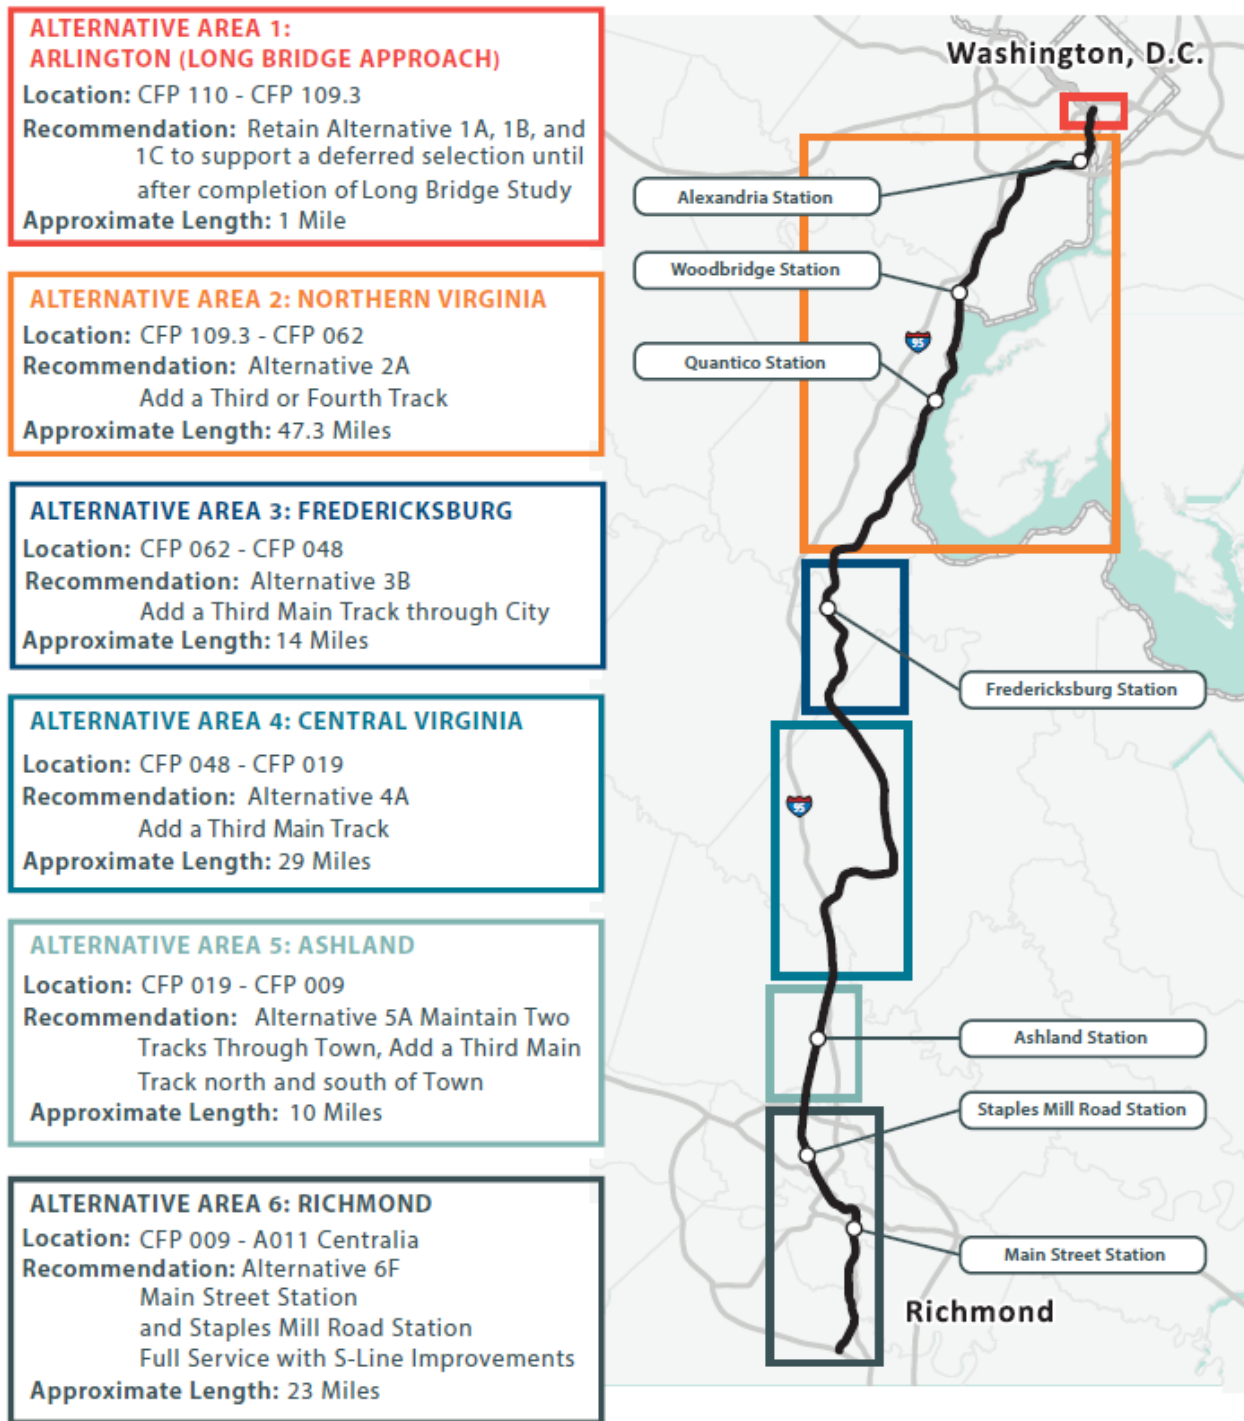 ALTERNATIVE AREA 1:
ARLINGTON (LONG BRIDGE APPROACH)
Location: CFP 110 - CFP 109.3
Recommendation: Retain Alternative 1A, 1B, and
1C to support a deferred selection until
after completion of Long Bridge Study
Approximate Length: 1 Mile
ALTERNATIVE AREA 2: NORTHERN VIRGINIA
Location: CFP 109.3 - CFP 062
Recommendation: Alternative 2A
Add a Third or Fourth Track
Approximate Length: 47.3 Miles
ALTERNATIVE AREA 3: FREDERICKSBURG
Location: CFP 062 - CFP 048
Recommendation: Alternative 3B
Add a Third Main Track through City
Approximate Length: 14 Miles
ALTERNATIVE AREA 4: CENTRAL VIRGINIA
Location: CFP 048 - CFP 019
Recommendation: Alternative 4A
Add a Third Main Track
Approximate Length: 29 Miles
ALTERNATIVE AREA 5: ASHLAND
Location: CFP 019 - CFP 009
Recommendation: Alternative 5A Maintain Two
Tracks Through Town, Add a Third Main
Track north and south of Town
Approximate Length: 10 Miles
ALTERNATIVE AREA 6: RICHMOND
Location: CFP 009 - A011 Centralia
Recommendation: Alternative 6F
Main Street Station
and Staples Mill Road Station
Full Service with S-Line Improvements
Approximate Length: 23 Miles
Washington, D.C.
Alexandria Station
Woodbridge Station
95
Quantico Station
Fredericksburg Station
95
Ashland Station
Staples Mill Road Station
Main Street Station
Richmond